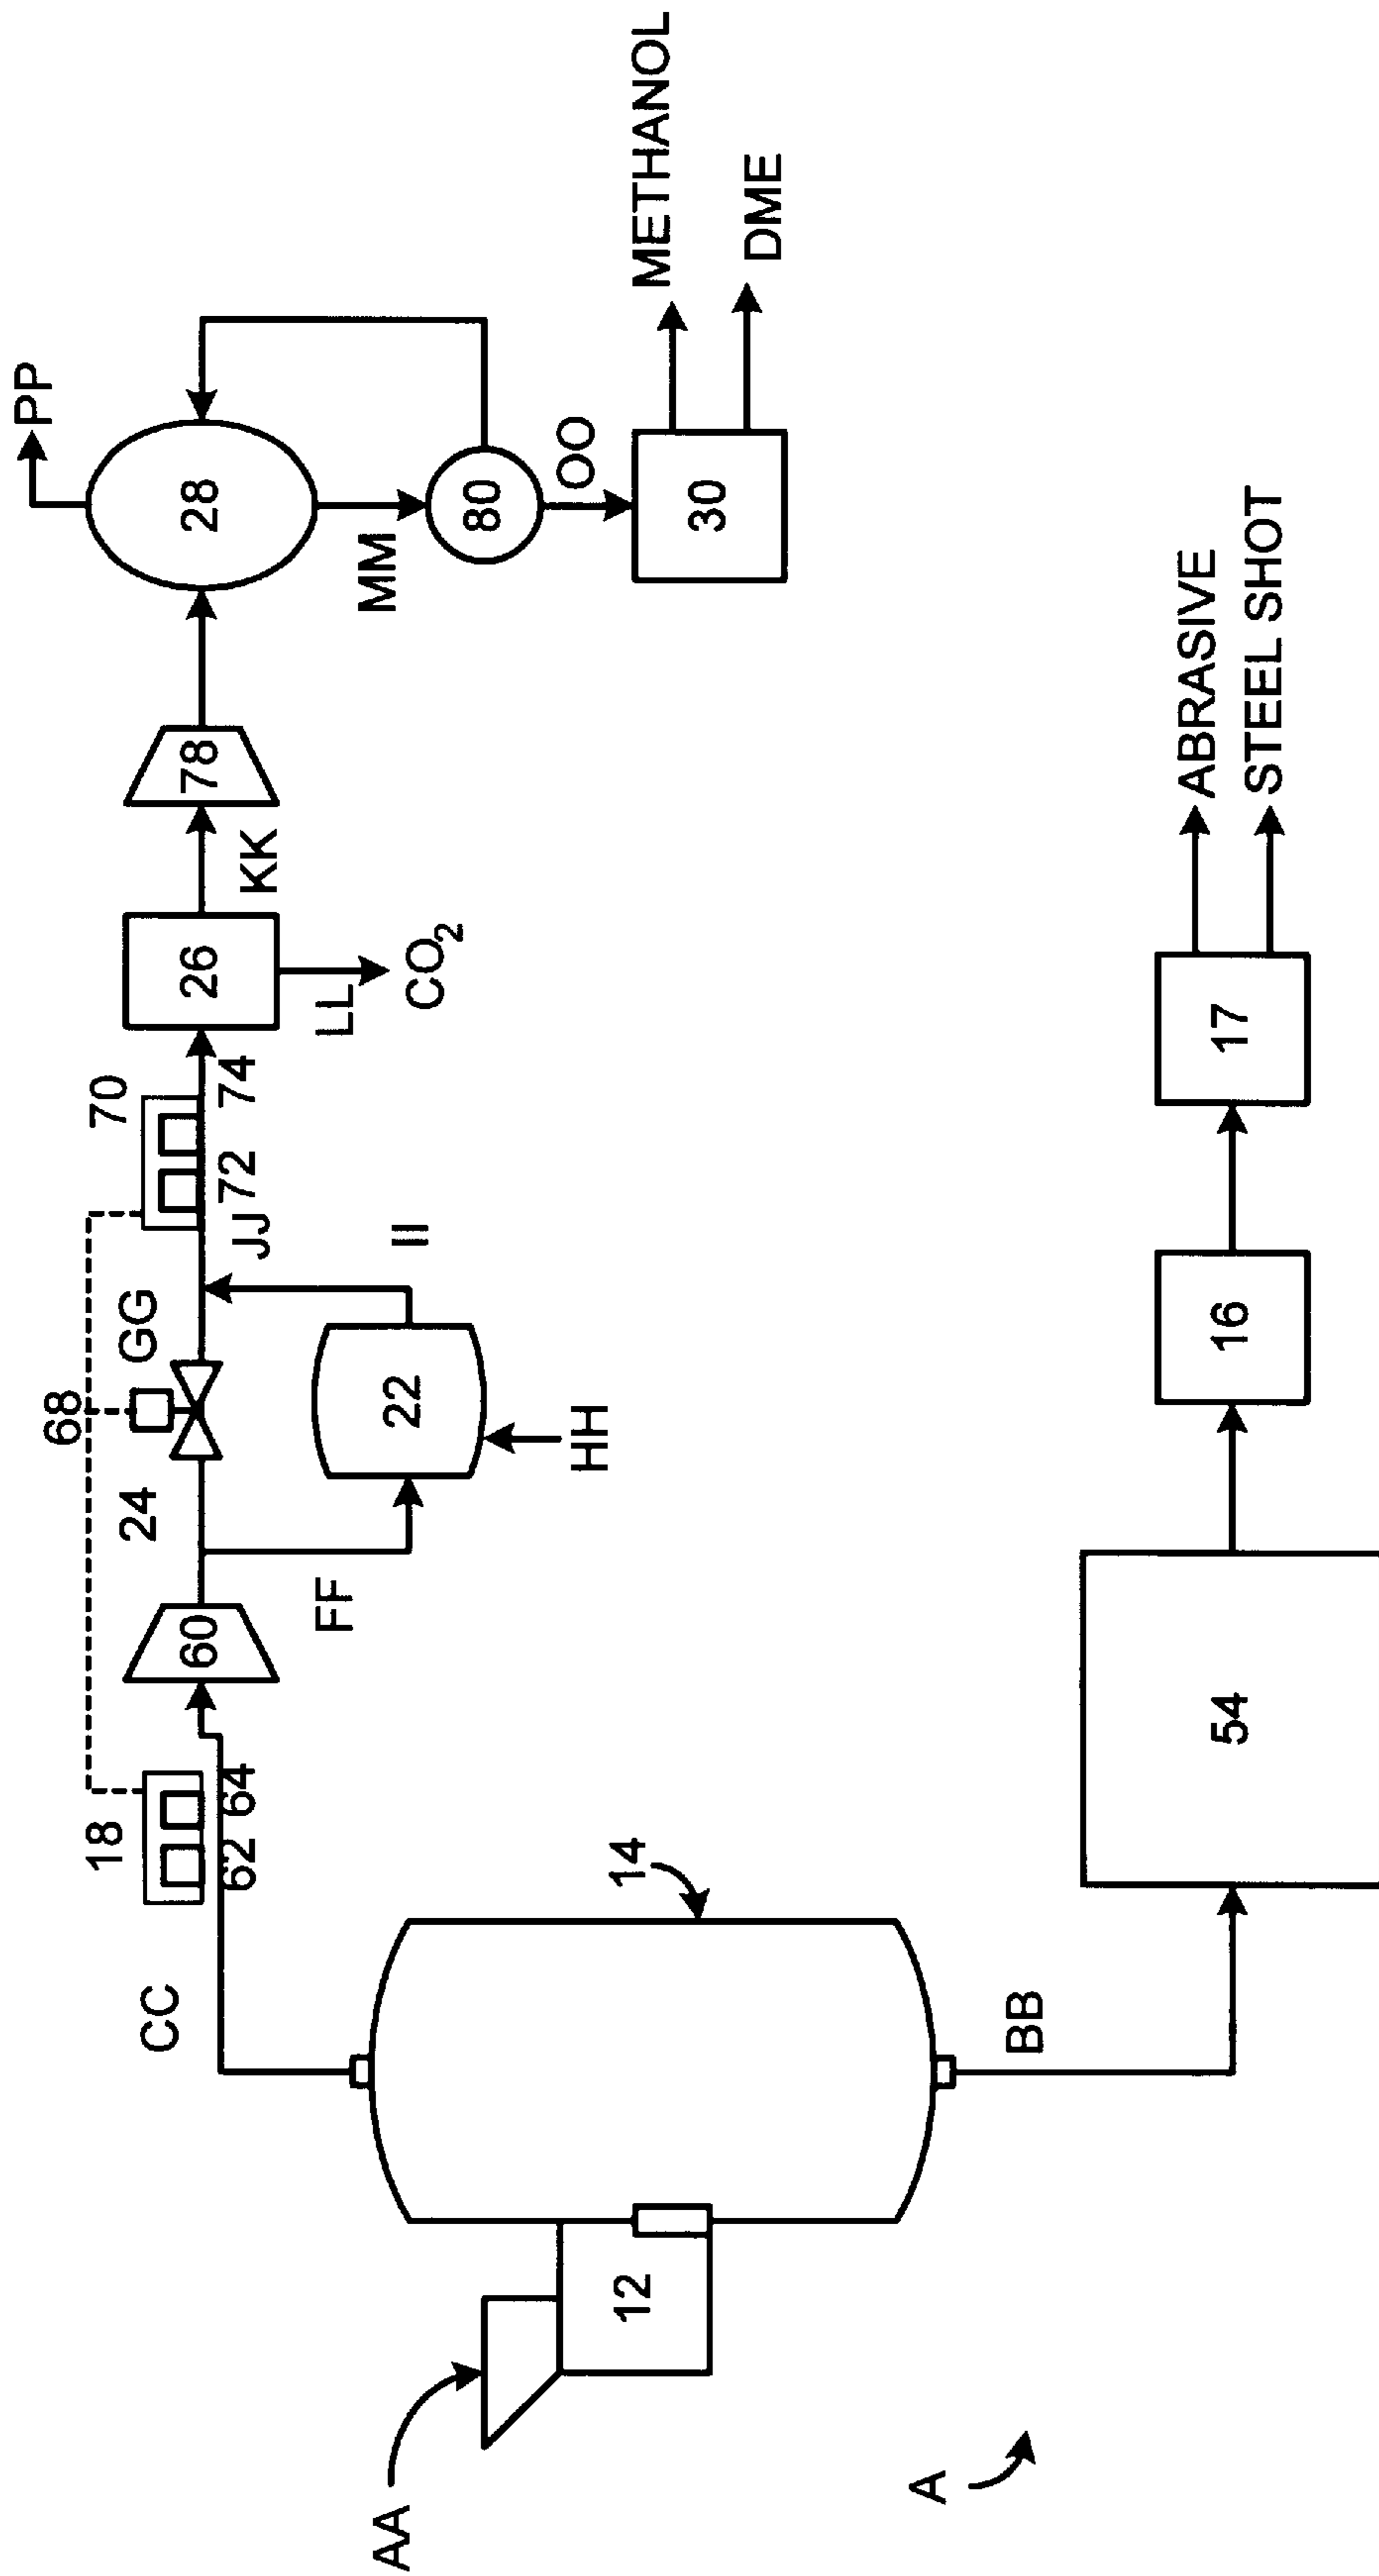 PP
28
MM
80
OO
30
METHANOL
DME
78
KK
26
LL
CO2
70
72
74
JJ
GG
68
24
II
22
HH
FF
60
18
62
64
CC
14
12
AA
BB
A
54
16
17
ABRASIVE
STEEL SHOT